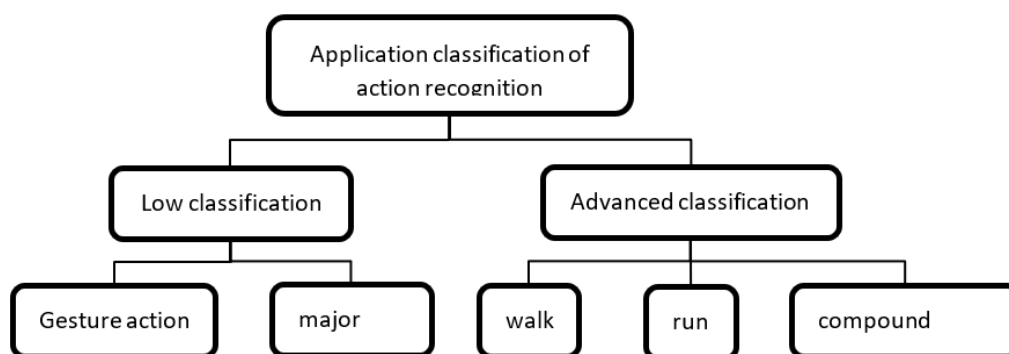 Application classification of
action recognition
Low classification
Advanced classification
Gesture action
major
walk
run
compound